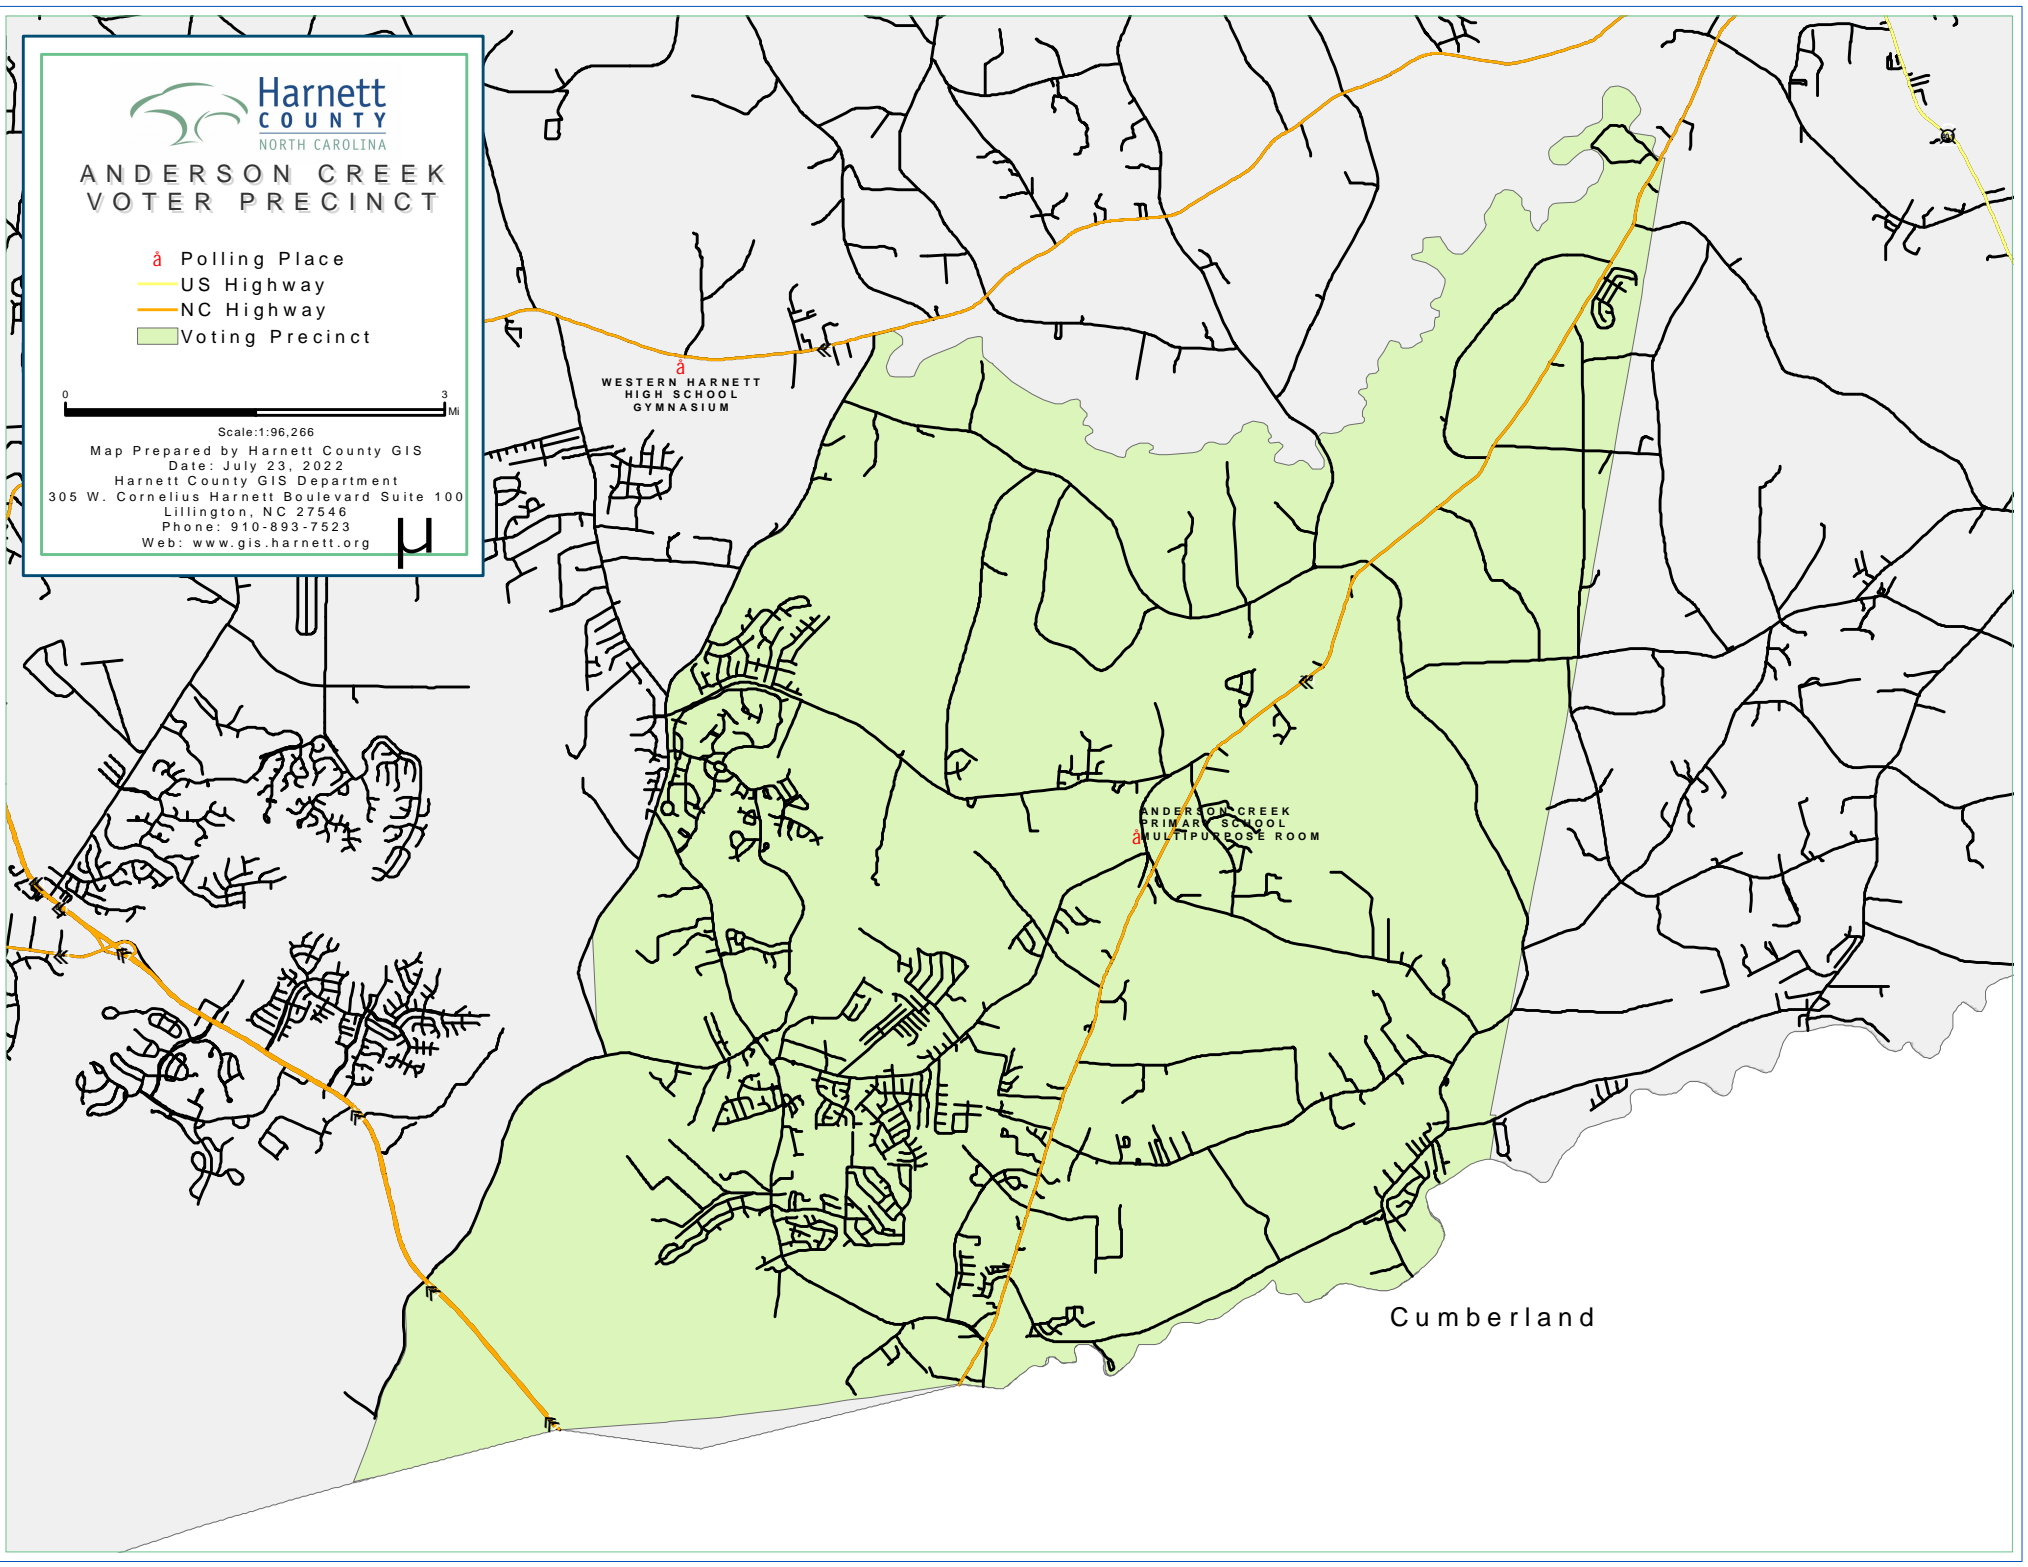 Harnett
COUNTY
NORTH CAROLINA
ANDERSON CREEK
VOTER PRECINCT
å Polling Place
US Highway
NC Highway
Voting Precinct
0 3
Mi
Scale:1:96,266
Map Prepared by Harnett County GIS
Date: July 23, 2022
Harnett County GIS Department
305 W. Cornelius Harnett Boulevard Suite 100
Lillington, NC 27546
Phone: 910-893-7523
Web: www.gis.harnett.org
µ
å
WESTERN HARNETT
HIGH SCHOOL
GYMNASIUM
ANDERSON CREEK
PRIMARY SCHOOL
åMULTIPURPOSE ROOM
Cumberland